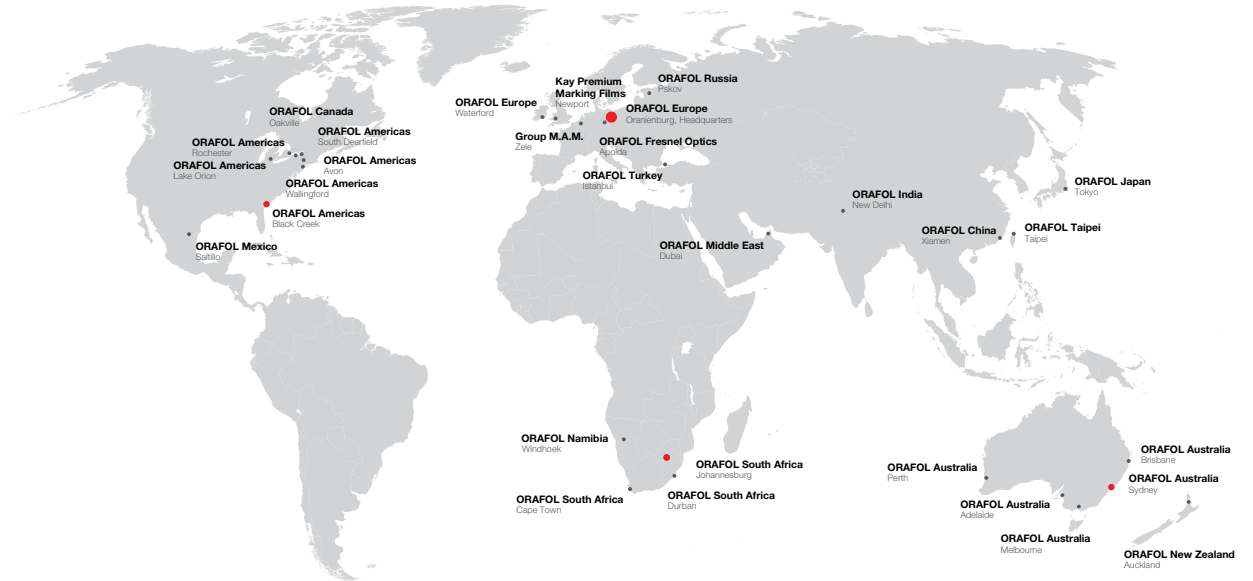 Kay Premium
Marking Films
Newport
ORAFOL Russia
Pskov
ORAFOL Europe
Waterford
ORAFOL Europe
Oranienburg, Headquarters
Group M.A.M.
Zele
ORAFOL Fresnel Optics
Apolda
ORAFOL Turkey
Istanbul
ORAFOL Canada
Oakville
ORAFOL Americas
South Deerfield
ORAFOL Americas
Rochester
ORAFOL Americas
Lake Orion
ORAFOL Americas
Avon
ORAFOL Americas
Wallingford
ORAFOL Americas
Black Creek
ORAFOL Mexico
Saltillo
ORAFOL Middle East
Dubai
ORAFOL India
New Delhi
ORAFOL Japan
Tokyo
ORAFOL China
Xiamen
ORAFOL Taipei
Taipei
ORAFOL Namibia
Windhoek
ORAFOL South Africa
Johannesburg
ORAFOL South Africa
Cape Town
ORAFOL South Africa
Durban
ORAFOL Australia
Brisbane
ORAFOL Australia
Perth
ORAFOL Australia
Sydney
ORAFOL Australia
Adelaide
ORAFOL Australia
Melbourne
ORAFOL New Zealand
Auckland